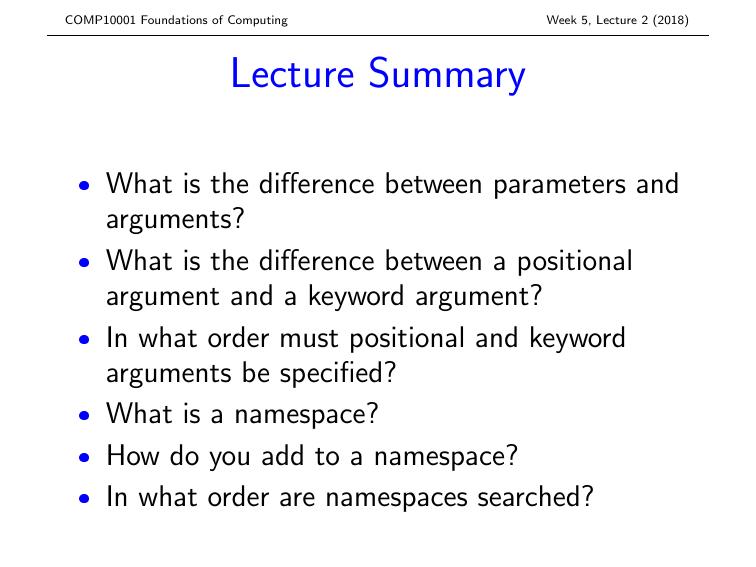 COMP10001 Foundations of Computing Week 5, Lecture 2 (2018)
Lecture Summary
• What is the difference between parameters and
arguments?
• What is the difference between a positional
argument and a keyword argument?
• In what order must positional and keyword
arguments be specified?
• What is a namespace?
• How do you add to a namespace?
• In what order are namespaces searched?